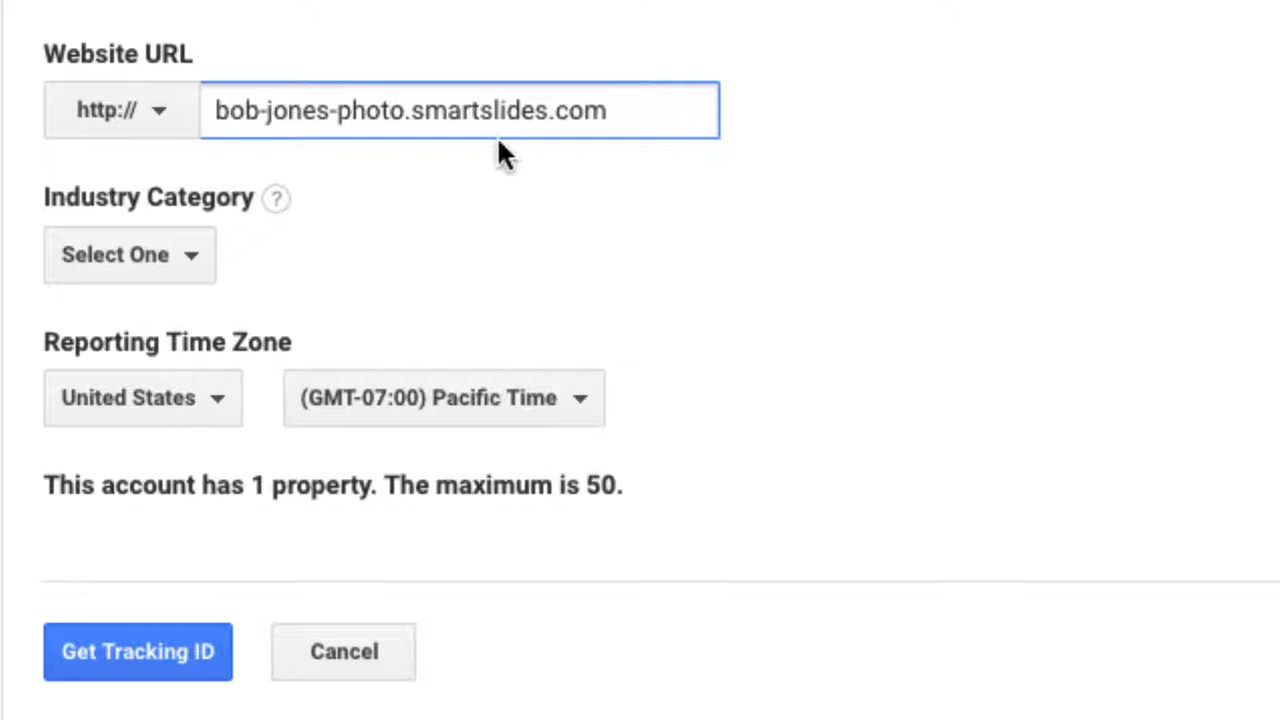 Website URL
http:// bob-jones-photo.smartslides.com
Industry Category ?
Select One
Reporting Time Zone
United States (GMT-07:00) Pacific Time
This account has 1 property. The maximum is 50.
Get Tracking ID Cancel